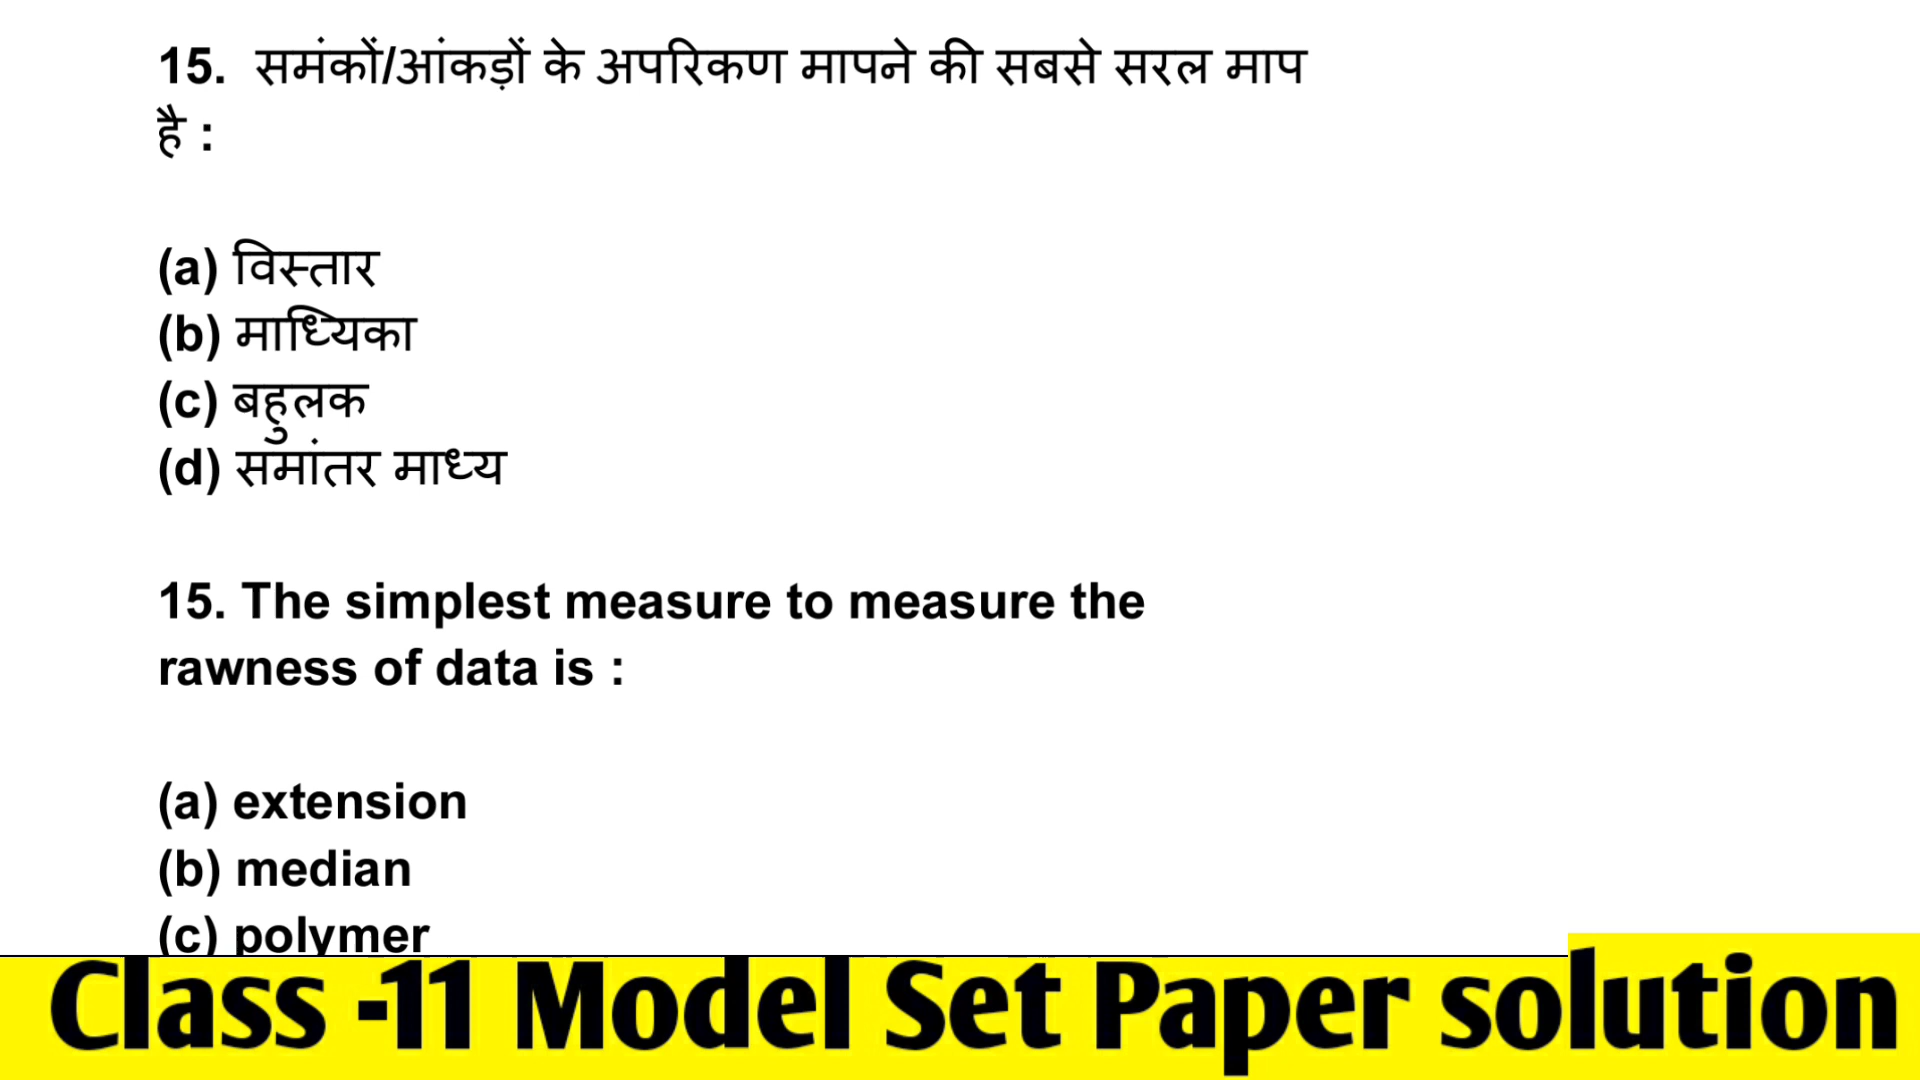 15. समंकों/आंकड़ों के अपरिकण मापने की सबसे सरल माप
है :
(a) विस्तार
(b) माध्यिका
(c) बहुलक
(d) समांतर माध्य
15. The simplest measure to measure the
rawness of data is :
(a) extension
(b) median
(c) polymer
Class -11 Model Set Paper solution